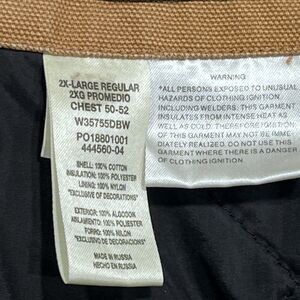 2X-LARGE REGULAR
2XG PROMEDIO
CHEST 50-52
W35755DBW
PO18801001
444560-04
SHELL: 100% COTTON
INSULATION: 100% POLYESTER
LINING: 100% NYLON
"EXCLUSIVE OF DECORATIONS"
EXTERIOR: 100% ALGODON
AISLAMIENTO: 100% POLYESTER
FORRO: 100% NYLON
"EXCLUSIVO DE DECORACIONES"
MADE IN RUSSIA
HECHO EN RUSSIA
WARNING
*ALL PERSONS EXPOSED TO UNUSUAL
HAZARDS OF CLOTHING IGNITION,
INCLUDING WELDERS: THIS GARMENT
INSULATES FROM INTENSE HEAT AS
WELL AS COLD. THEREFORE IGNITION
OF THIS GARMENT MAY NOT BE IMME-
DIATELY REALIZED. DO NOT USE THIS
GARMENT WHERE THERE IS A DANGER
OF CLOTHING IGNITION.